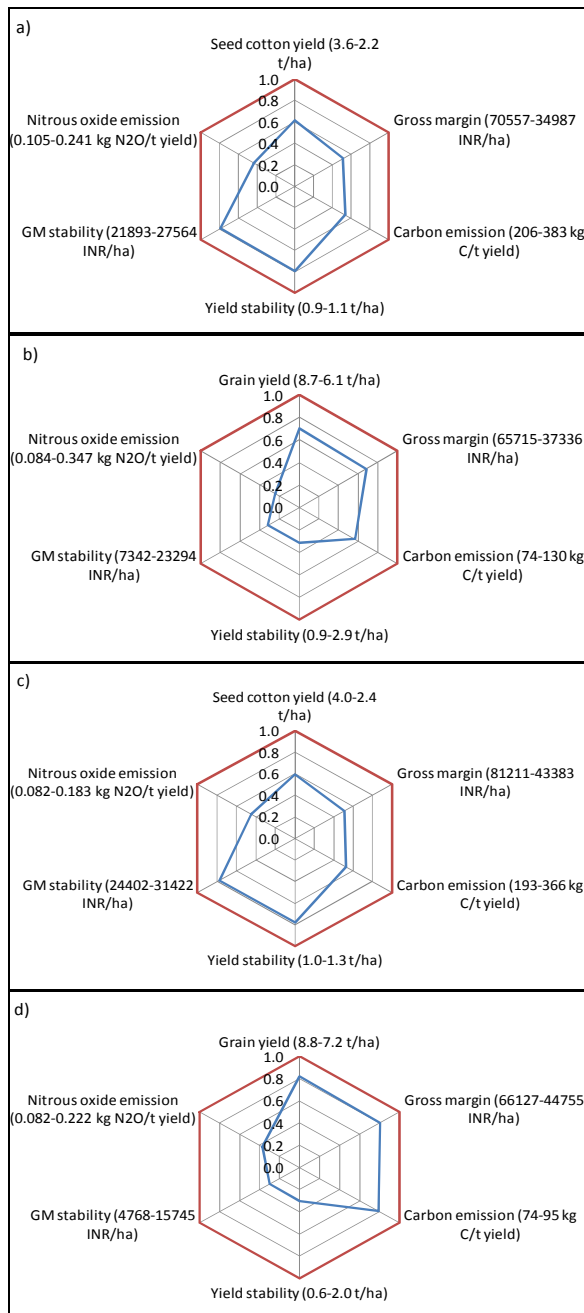 a)
Seed cotton yield (3.6-2.2
t/ha)
1.0
0.8
0.6
0.4
0.2
0.0
Nitrous oxide emission
(0.105-0.241 kg N2O/t yield)
Gross margin (70557-34987
INR/ha)
GM stability (21893-27564
INR/ha)
Carbon emission (206-383 kg
C/t yield)
Yield stability (0.9-1.1 t/ha)
b)
Grain yield (8.7-6.1 t/ha)
1.0
0.8
0.6
0.4
0.2
0.0
Nitrous oxide emission
(0.084-0.347 kg N2O/t yield)
Gross margin (65715-37336
INR/ha)
GM stability (7342-23294
INR/ha)
Carbon emission (74-130 kg
C/t yield)
Yield stability (0.9-2.9 t/ha)
c)
Seed cotton yield (4.0-2.4
t/ha)
1.0
0.8
0.6
0.4
0.2
0.0
Nitrous oxide emission
(0.082-0.183 kg N2O/t yield)
Gross margin (81211-43383
INR/ha)
GM stability (24402-31422
INR/ha)
Carbon emission (193-366 kg
C/t yield)
Yield stability (1.0-1.3 t/ha)
d)
Grain yield (8.8-7.2 t/ha)
1.0
0.8
0.6
0.4
0.2
0.0
Nitrous oxide emission
(0.082-0.222 kg N2O/t yield)
Gross margin (66127-44755
INR/ha)
GM stability (4768-15745
INR/ha)
Carbon emission (74-95 kg
C/t yield)
Yield stability (0.6-2.0 t/ha)